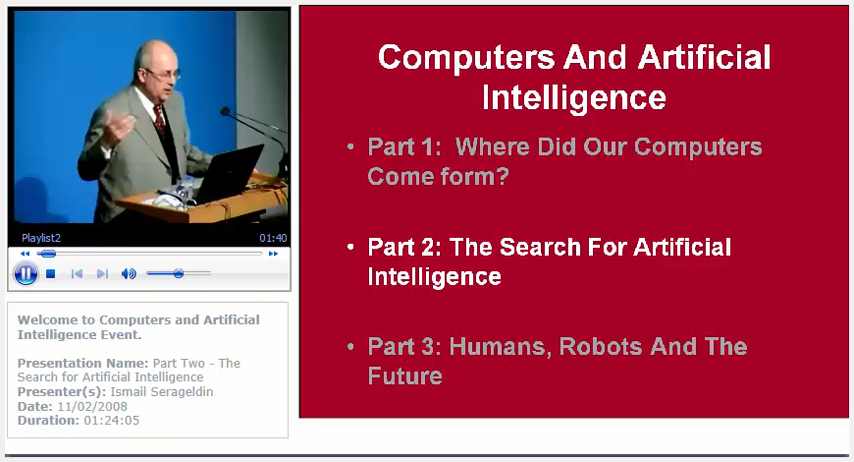 Playlist2 01:40
Welcome to Computers and Artificial
Intelligence Event.
Presentation Name: Part Two - The
Search for Artificial Intelligence
Presenter(s): Ismail Serageldin
Date: 11/02/2008
Duration: 01:24:05
Computers And Artificial
Intelligence
• Part 1: Where Did Our Computers
Come form?
• Part 2: The Search For Artificial
Intelligence
• Part 3: Humans, Robots And The
Future